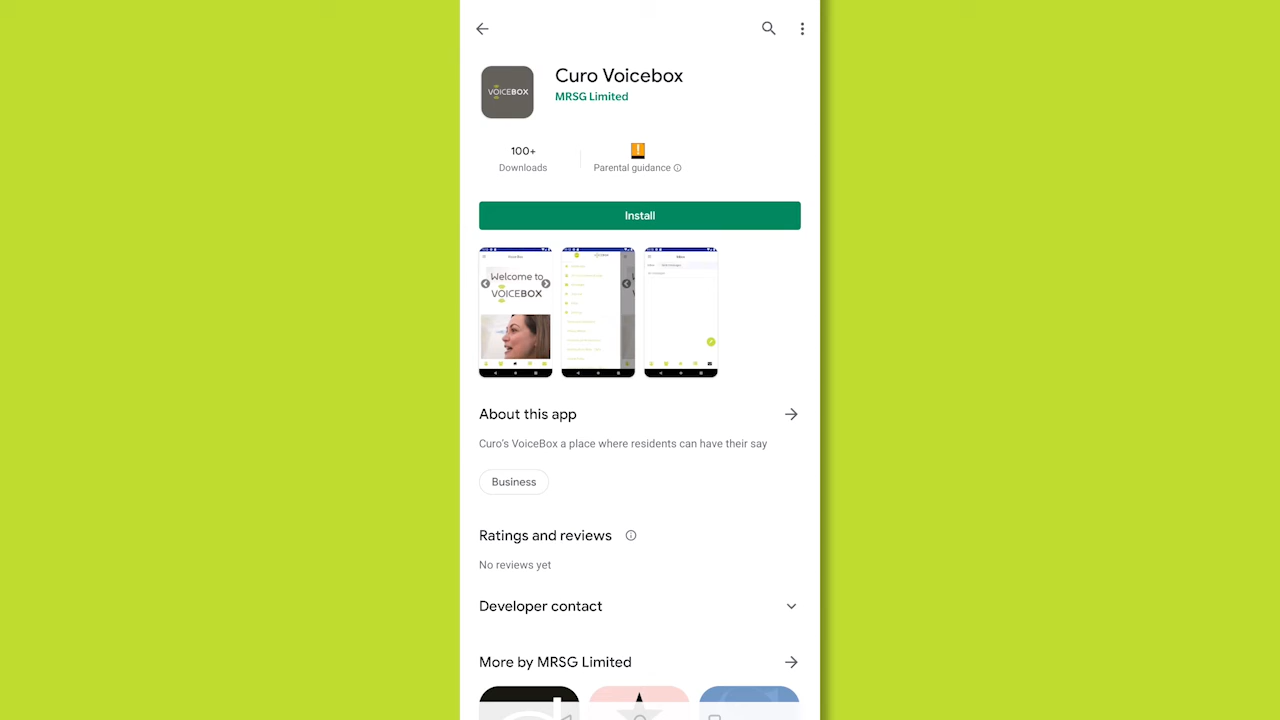 Curo Voicebox
VOICEBOX
MRSG Limited
100+
Downloads
Parental guidance
Install
Welcome to
VOICEBOX
About this app
Curo's VoiceBox a place where residents can have their say
Business
Ratings and reviews
No reviews yet
Developer contact
More by MRSG Limited